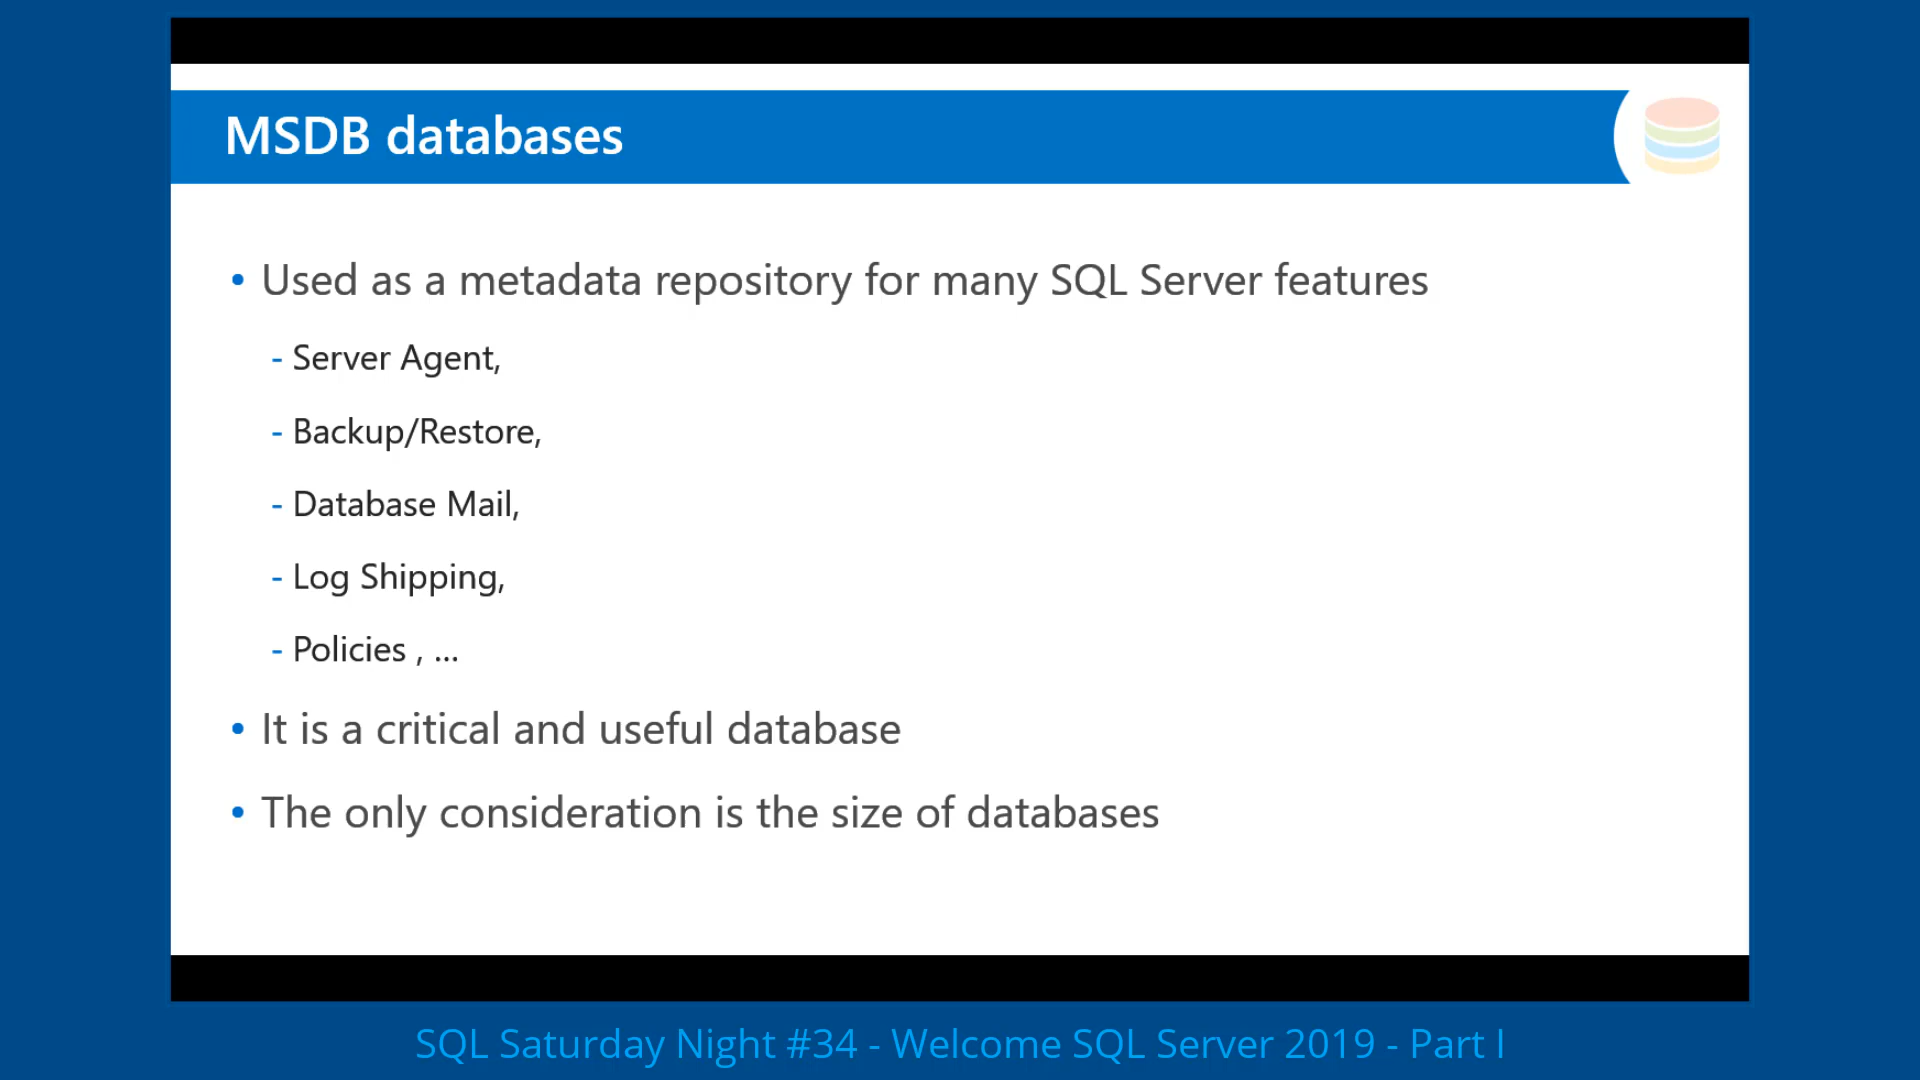 MSDB databases
• Used as a metadata repository for many SQL Server features
- Server Agent,
- Backup/Restore,
- Database Mail,
- Log Shipping,
- Policies , ...
• It is a critical and useful database
• The only consideration is the size of databases
SQL Saturday Night #34 - Welcome SQL Server 2019 - Part I